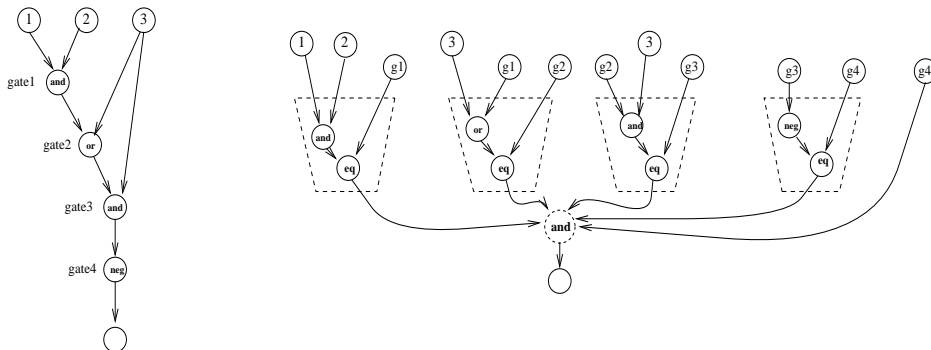 1 2 3
gate1 and
gate2 or
gate3 and
gate4 neg
1 2 g1
3 g1 g2
g2 3 g3
g3 g4
g4
and eq
or eq
and eq
neg eq
and